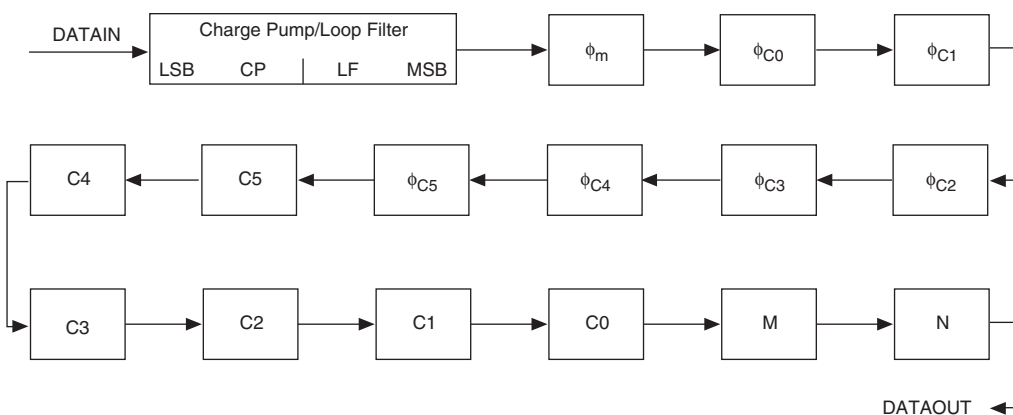 DATAIN
Charge Pump/Loop Filter
LSB CP LF MSB
ϕm
ϕC0
ϕC1
C4
C5
ϕC5
ϕC4
ϕC3
ϕC2
C3
C2
C1
C0
M
N
DATAOUT